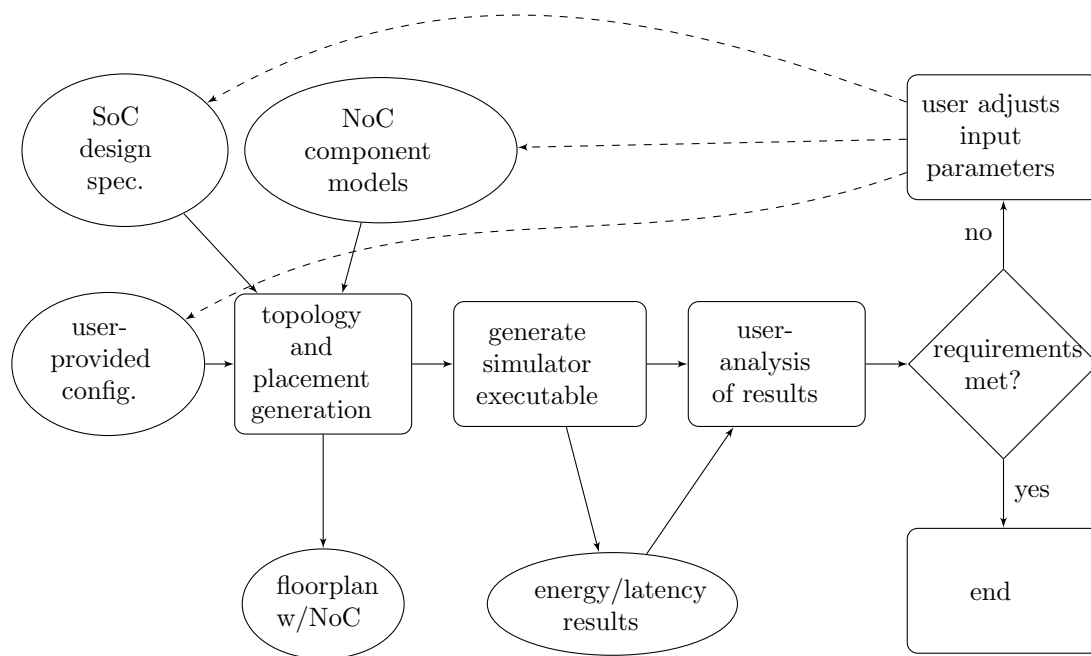 SoC
design
spec.
NoC
component
models
user adjusts
input
parameters
no
user-
provided
config.
topology
and
placement
generation
generate
simulator
executable
user-
analysis
of results
requirements
met?
yes
floorplan
w/NoC
energy/latency
results
end